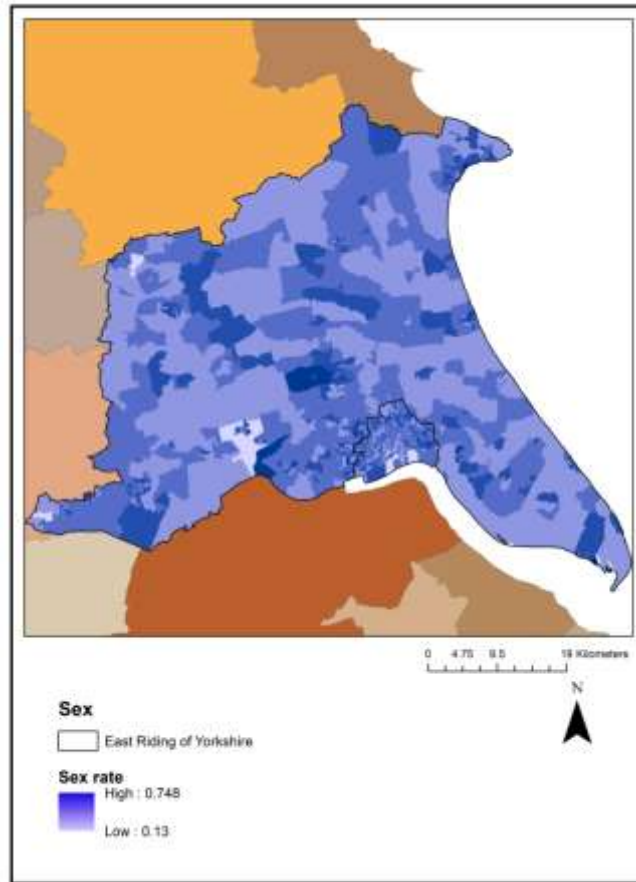 0 4.75 9.5 19 Kilometers
N
Sex
East Riding of Yorkshire
Sex rate
High : 0.748
Low : 0.13